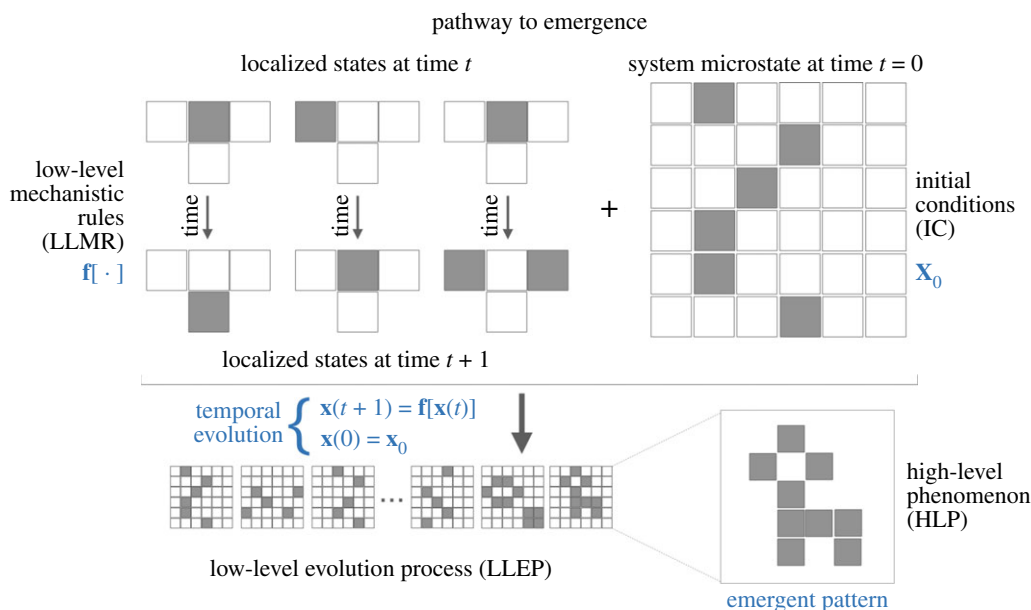 pathway to emergence
localized states at time t
system microstate at time t = 0
low-level
mechanistic
rules
(LLMR)
f[ · ]
time
time
time
+
initial
conditions
(IC)
X₀
localized states at time t + 1
temporal
evolution
{
x(t + 1) = f[x(t)]
x(0) = x₀
...
high-level
phenomenon
(HLP)
low-level evolution process (LLEP)
emergent pattern